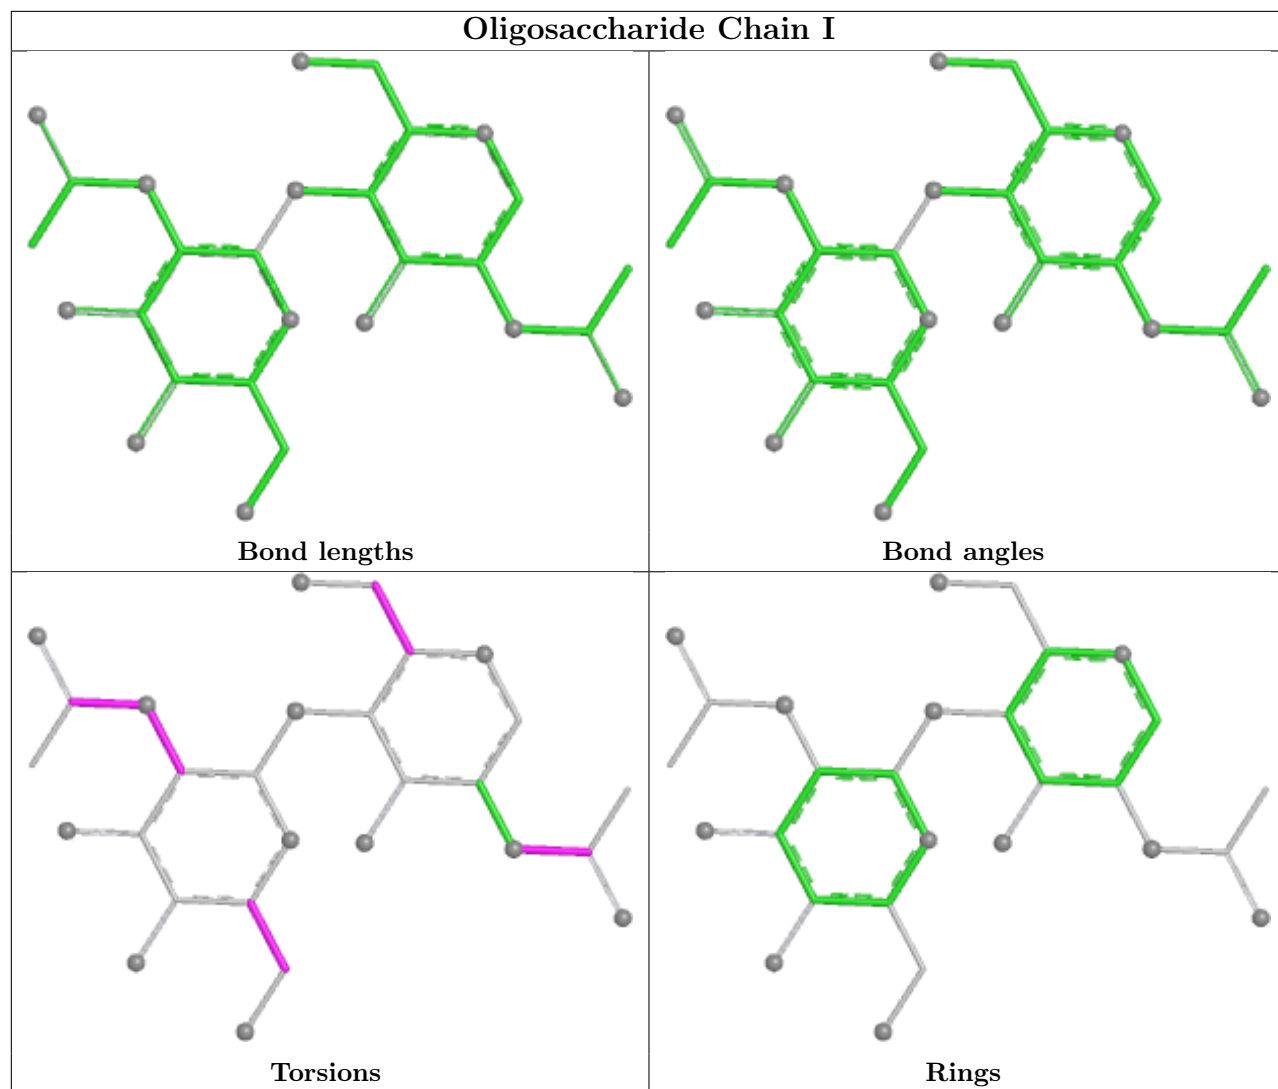 Oligosaccharide Chain I
Bond lengths
Bond angles
Torsions
Rings